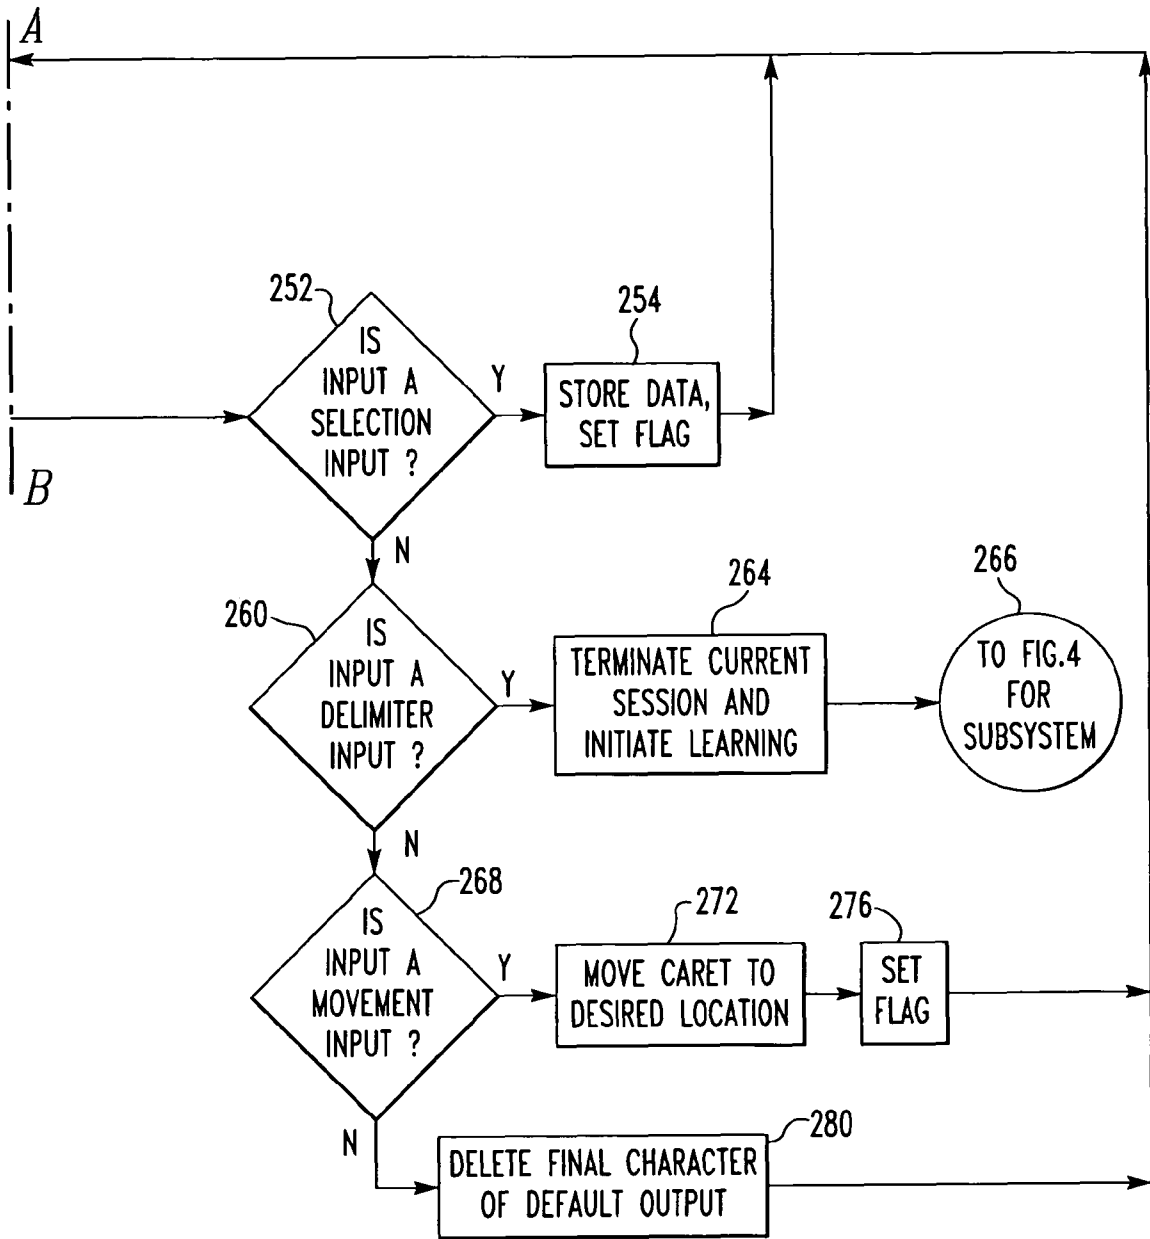 A
B
252
IS
INPUT A
SELECTION
INPUT ?
Y
254
STORE DATA,
SET FLAG
N
260
IS
INPUT A
DELIMITER
INPUT ?
Y
264
TERMINATE CURRENT
SESSION AND
INITIATE LEARNING
266
TO FIG.4
FOR
SUBSYSTEM
N
268
IS
INPUT A
MOVEMENT
INPUT ?
Y
272
MOVE CARET TO
DESIRED LOCATION
276
SET
FLAG
N
280
DELETE FINAL CHARACTER
OF DEFAULT OUTPUT